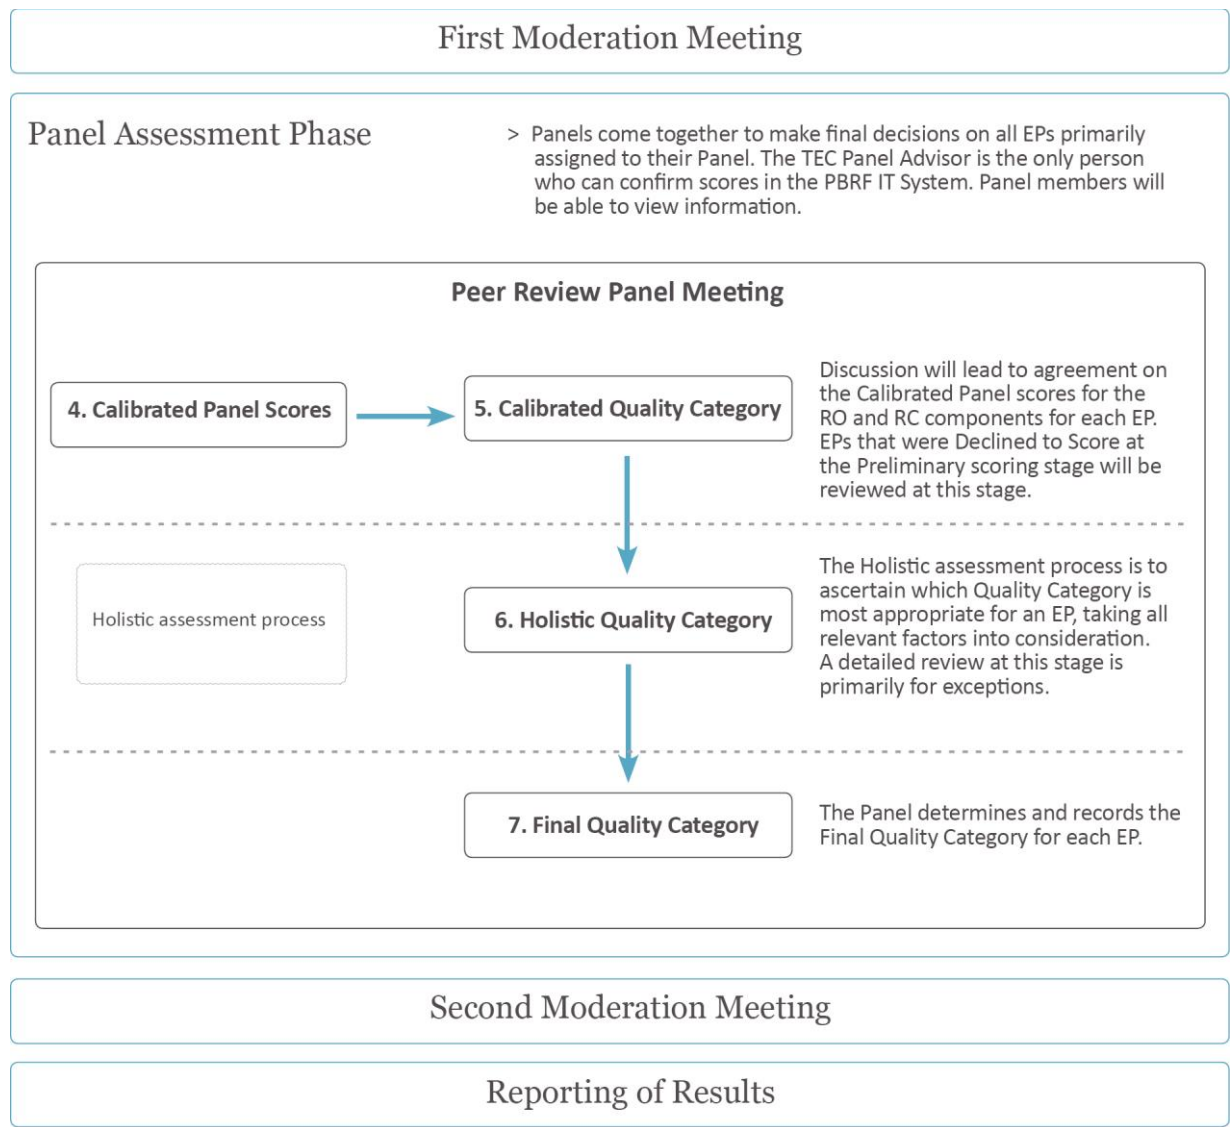 First Moderation Meeting
Panel Assessment Phase
> Panels come together to make final decisions on all EPs primarily
assigned to their Panel. The TEC Panel Advisor is the only person
who can confirm scores in the PBRF IT System. Panel members will
be able to view information.
Peer Review Panel Meeting
4. Calibrated Panel Scores
5. Calibrated Quality Category
Discussion will lead to agreement on
the Calibrated Panel scores for the
RO and RC components for each EP.
EPs that were Declined to Score at
the Preliminary scoring stage will be
reviewed at this stage.
Holistic assessment process
6. Holistic Quality Category
The Holistic assessment process is to
ascertain which Quality Category is
most appropriate for an EP, taking all
relevant factors into consideration.
A detailed review at this stage is
primarily for exceptions.
7. Final Quality Category
The Panel determines and records the
Final Quality Category for each EP.
Second Moderation Meeting
Reporting of Results